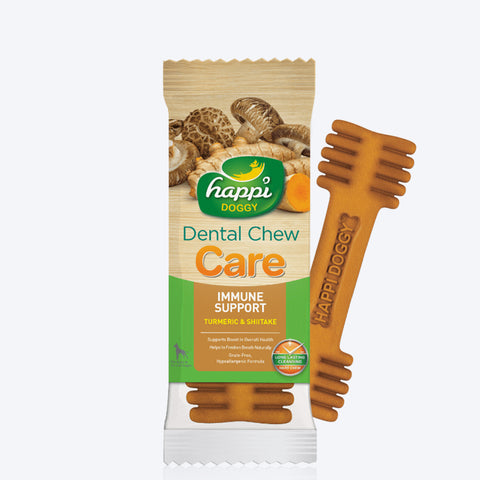 happi
DOGGY
Dental Chew
Care
IMMUNE
SUPPORT
TURMERIC & SHIITAKE
Supports Boost in Overall Health
Helps to Freshen Breath Naturally
Grain-Free,
Hypoallergenic Formula
LONG LASTING
CLEANSING
HAPPI DOGGY